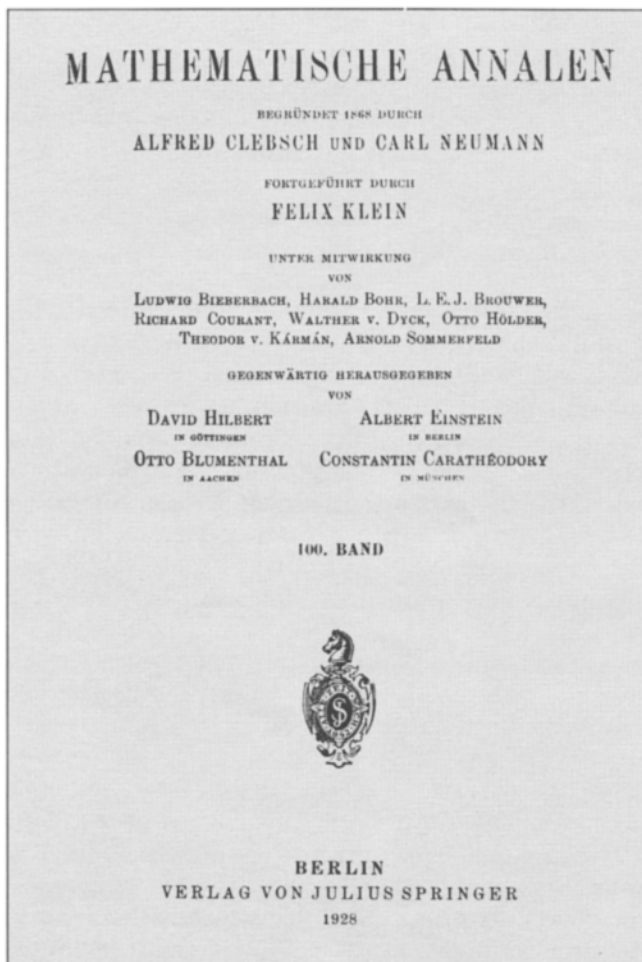 MATHEMATISCHE ANNALEN
BEGRÜNDET 1868 DURCH
ALFRED CLEBSCH UND CARL NEUMANN
FORTGEFÜHRT DURCH
FELIX KLEIN
UNTER MITWIRKUNG
VON
LUDWIG BIEBERBACH, HARALD BOHR, L. E. J. BROUWER,
RICHARD COURANT, WALTHER V. DYCK, OTTO HÖLDER,
THEODOR V. KÁRMÁN, ARNOLD SOMMERFELD
GEGENWÄRTIG HERAUSGEGEBEN
VON
DAVID HILBERT
IN GÖTTINGEN
ALBERT EINSTEIN
IN BERLIN
OTTO BLUMENTHAL
IN AACHEN
CONSTANTIN CARATHÉODORY
IN MÜNCHEN
100. BAND
BERLIN
VERLAG VON JULIUS SPRINGER
1928